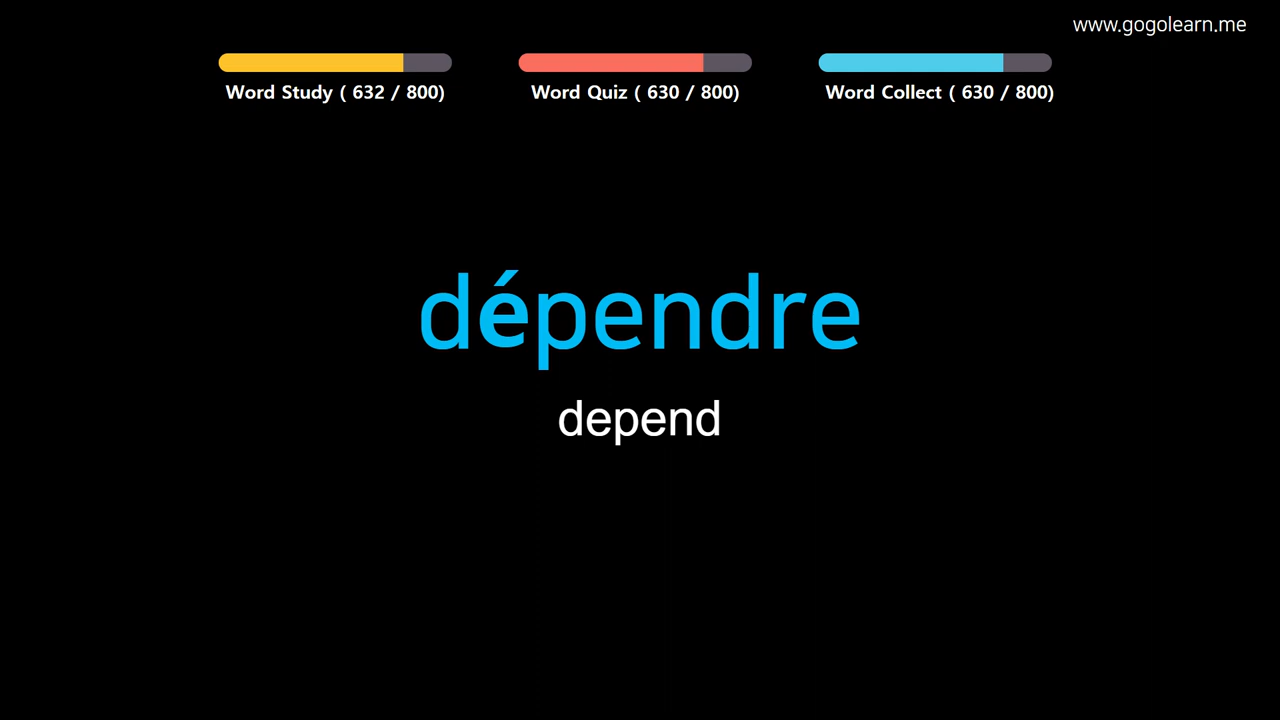 www.gogolearn.me
Word Study ( 632 / 800)
Word Quiz ( 630 / 800)
Word Collect ( 630 / 800)
dépendre
depend